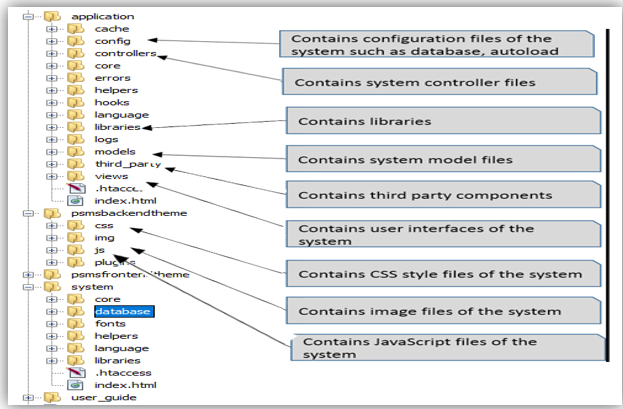 application
cache
config
controllers
core
errors
helpers
hooks
language
libraries
logs
models
third_party
views
.htaccess
index.html
psmsbackendtheme
css
img
js
plugins
psmsfrontendtheme
system
core
database
fonts
helpers
language
libraries
.htaccess
index.html
user_guide
Contains configuration files of the
system such as database, autoload
Contains system controller files
Contains libraries
Contains system model files
Contains third party components
Contains user interfaces of the
system
Contains CSS style files of the system
Contains image files of the system
Contains JavaScript files of the
system